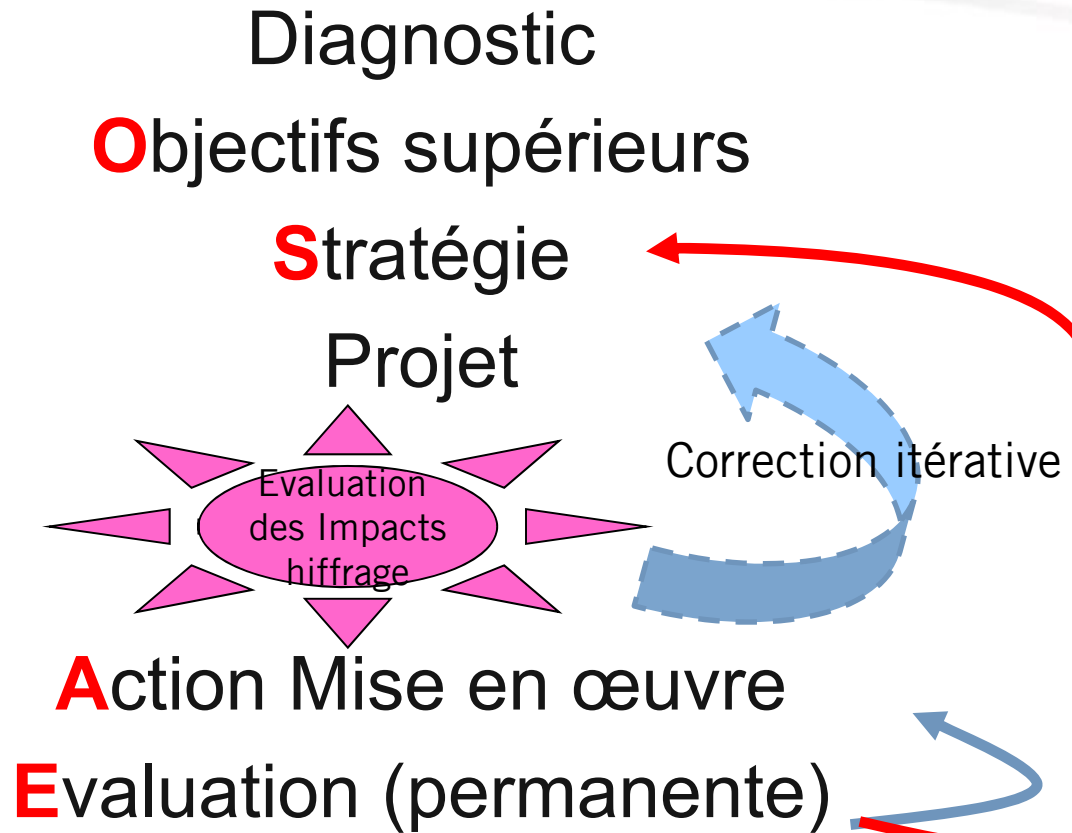 Diagnostic
Objectifs supérieurs
Stratégie
Projet
Correction itérative
Evaluation
des Impacts
hiffrage
Action Mise en œuvre
Evaluation (permanente)